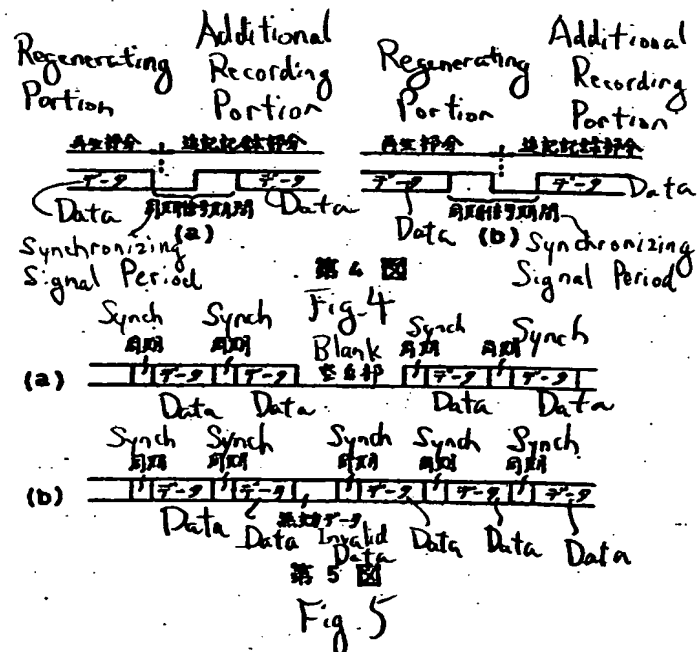 Regenerating Portion
Additional Recording Portion
Regenerating Portion
Additional Recording Portion
再生部分 追記記録部分 再生部分 追記記録部分
データ データ データ データ
Data Data Data Data
同期信号期間 同期信号期間
(a) (b)
Synchronizing Signal Period
Synchronizing Signal Period
第 4 図
Fig. 4
Synch Synch Blank Synch Synch
同期 同期 空白部 同期 同期
(a) データ データ データ データ
Data Data Data Data
Synch Synch Synch Synch Synch
同期 同期 同期 同期 同期
(b) データ データ データ データ データ
無効データ
Data Data Invalid Data Data Data Data
第 5 図
Fig. 5